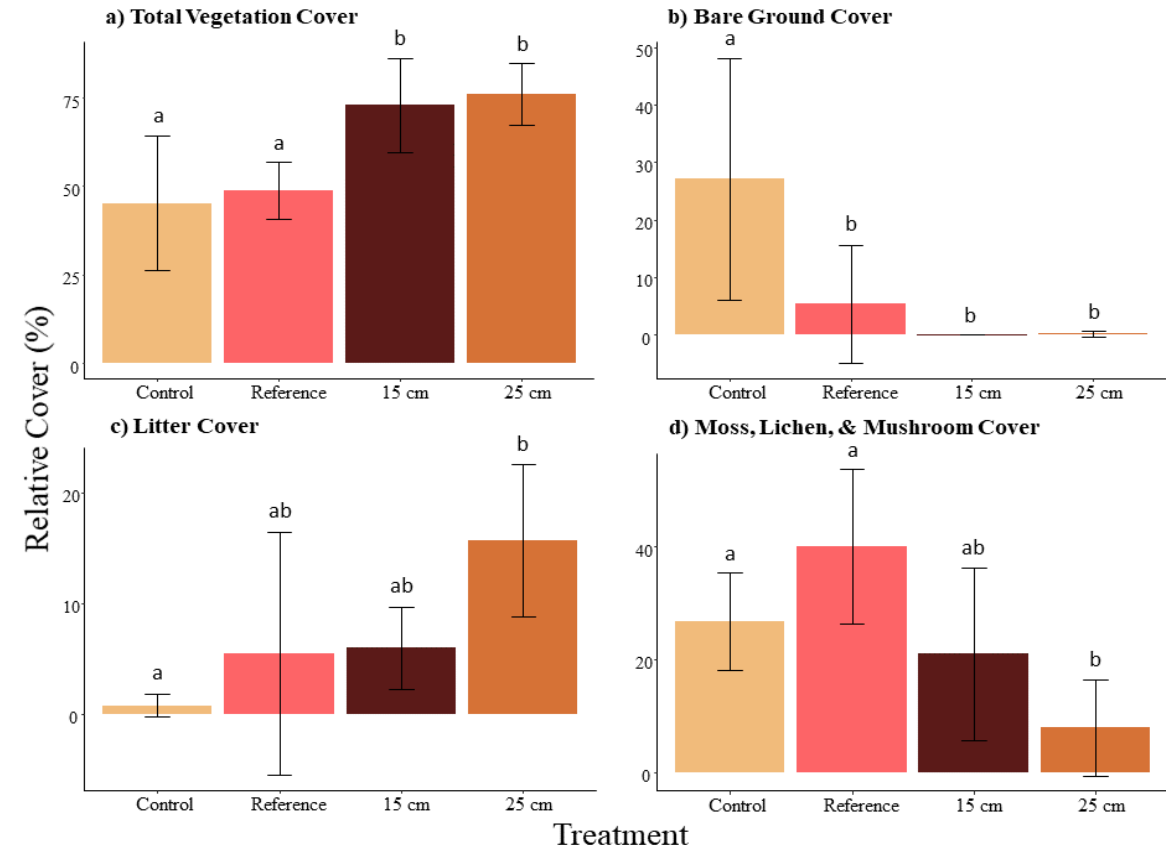 a) Total Vegetation Cover
b
b
a
a
75
50
25
0
Control
Reference
15 cm
25 cm
b) Bare Ground Cover
50
a
40
30
20
10
0
b
b
b
Control
Reference
15 cm
25 cm
Relative Cover (%)
c) Litter Cover
b
20
ab
ab
10
a
0
Control
Reference
15 cm
25 cm
d) Moss, Lichen, & Mushroom Cover
a
a
ab
b
40
20
0
Control
Reference
15 cm
25 cm
Treatment